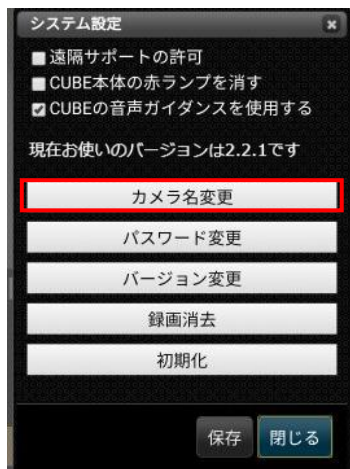 システム設定
遠隔サポートの許可
CUBE本体の赤ランプを消す
CUBEの音声ガイダンスを使用する
現在お使いのバージョンは2.2.1です
カメラ名変更
パスワード変更
バージョン変更
録画消去
初期化
保存 閉じる